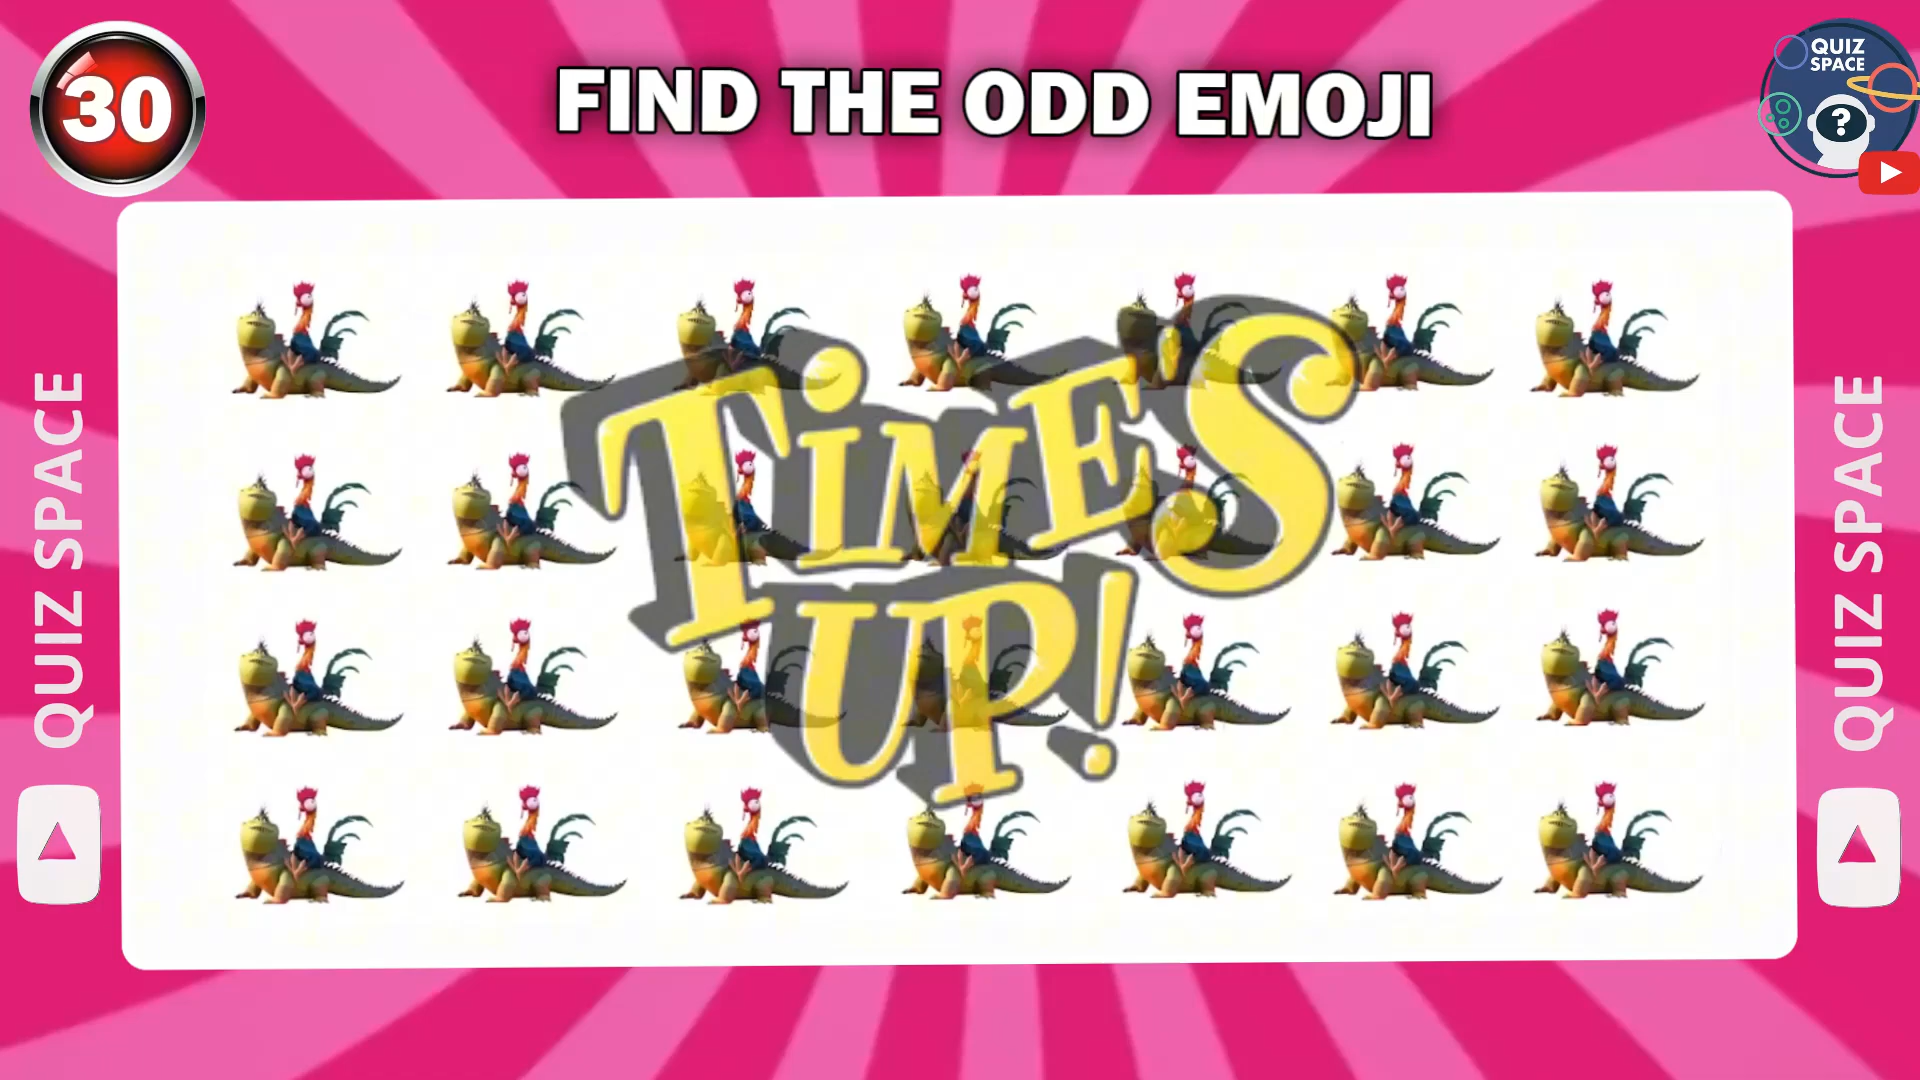 30
FIND THE ODD EMOJI
QUIZ
SPACE
?
TIME'S
UP!
QUIZ SPACE
QUIZ SPACE